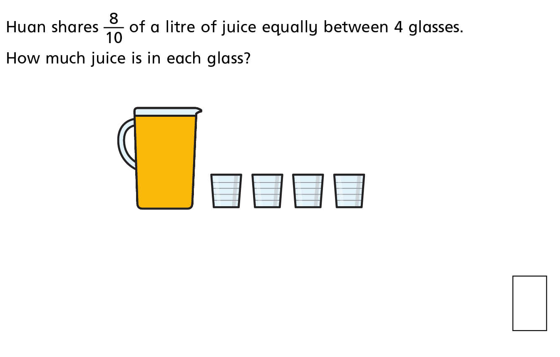 Huan shares 8/10 of a litre of juice equally between 4 glasses.
How much juice is in each glass?